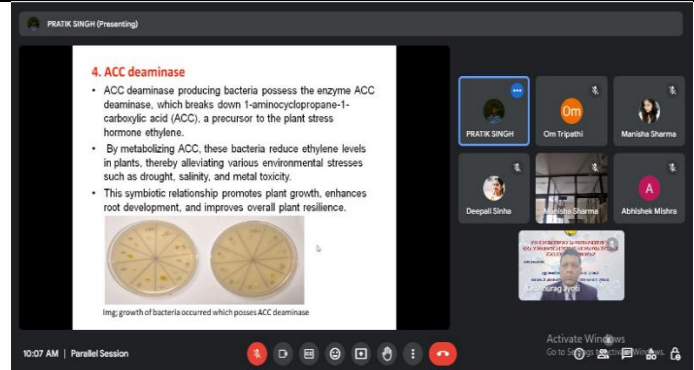 PRATIK SINGH (Presenting)
4. ACC deaminase
• ACC deaminase producing bacteria possess the enzyme ACC
deaminase, which breaks down 1-aminocyclopropane-1-
carboxylic acid (ACC), a precursor to the plant stress
hormone ethylene.
• By metabolizing ACC, these bacteria reduce ethylene levels
in plants, thereby alleviating various environmental stresses
such as drought, salinity, and metal toxicity.
• This symbiotic relationship promotes plant growth, enhances
root development, and improves overall plant resilience.
Img; growth of bacteria occurred which posses ACC deaminase
PRATIK SINGH
Om
Om Tripathi
Manisha Sharma
Deepali Sinha
Manisha Sharma
A
Abhishek Mishra
Anurag Jyoti
Activate Windows
Go to Settings to activate Windows.
10:07 AM | Parallel Session